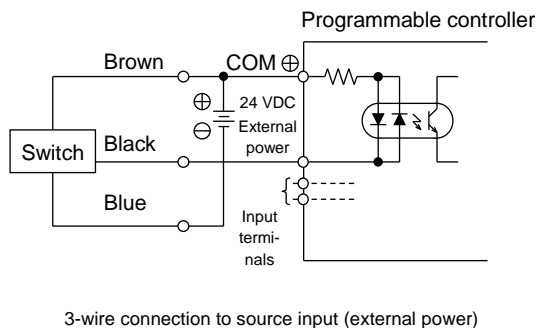 Programmable controller
Brown
COM ⊕
⊕ 24 VDC
⊖ External
power
Switch
Black
Blue
Input
termi-
nals
3-wire connection to source input (external power)